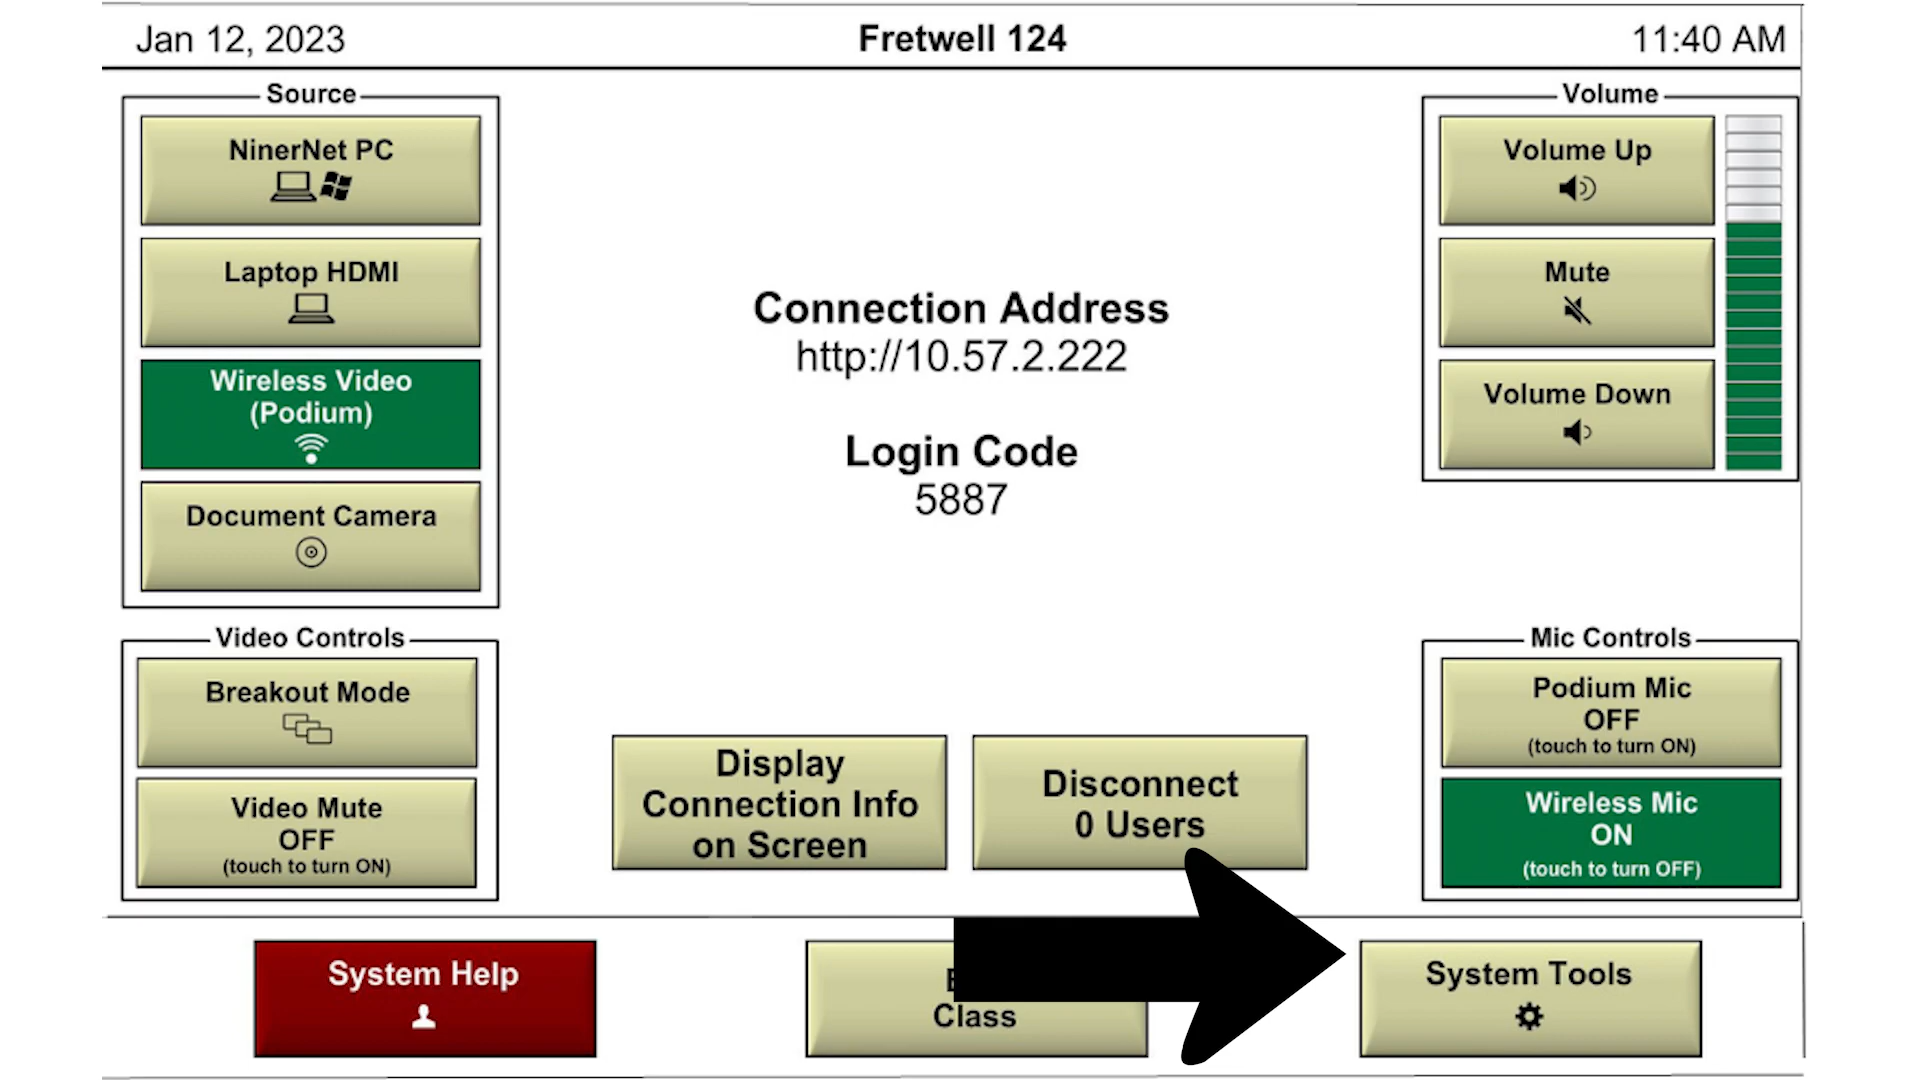 Jan 12, 2023
Fretwell 124
11:40 AM
Source
NinerNet PC
Laptop HDMI
Wireless Video
(Podium)
Document Camera
Video Controls
Breakout Mode
Video Mute
OFF
(touch to turn ON)
Connection Address
http://10.57.2.222
Login Code
5887
Display
Connection Info
on Screen
Disconnect
0 Users
Volume
Volume Up
Mute
Volume Down
Mic Controls
Podium Mic
OFF
(touch to turn ON)
Wireless Mic
ON
(touch to turn OFF)
System Help
Class
System Tools